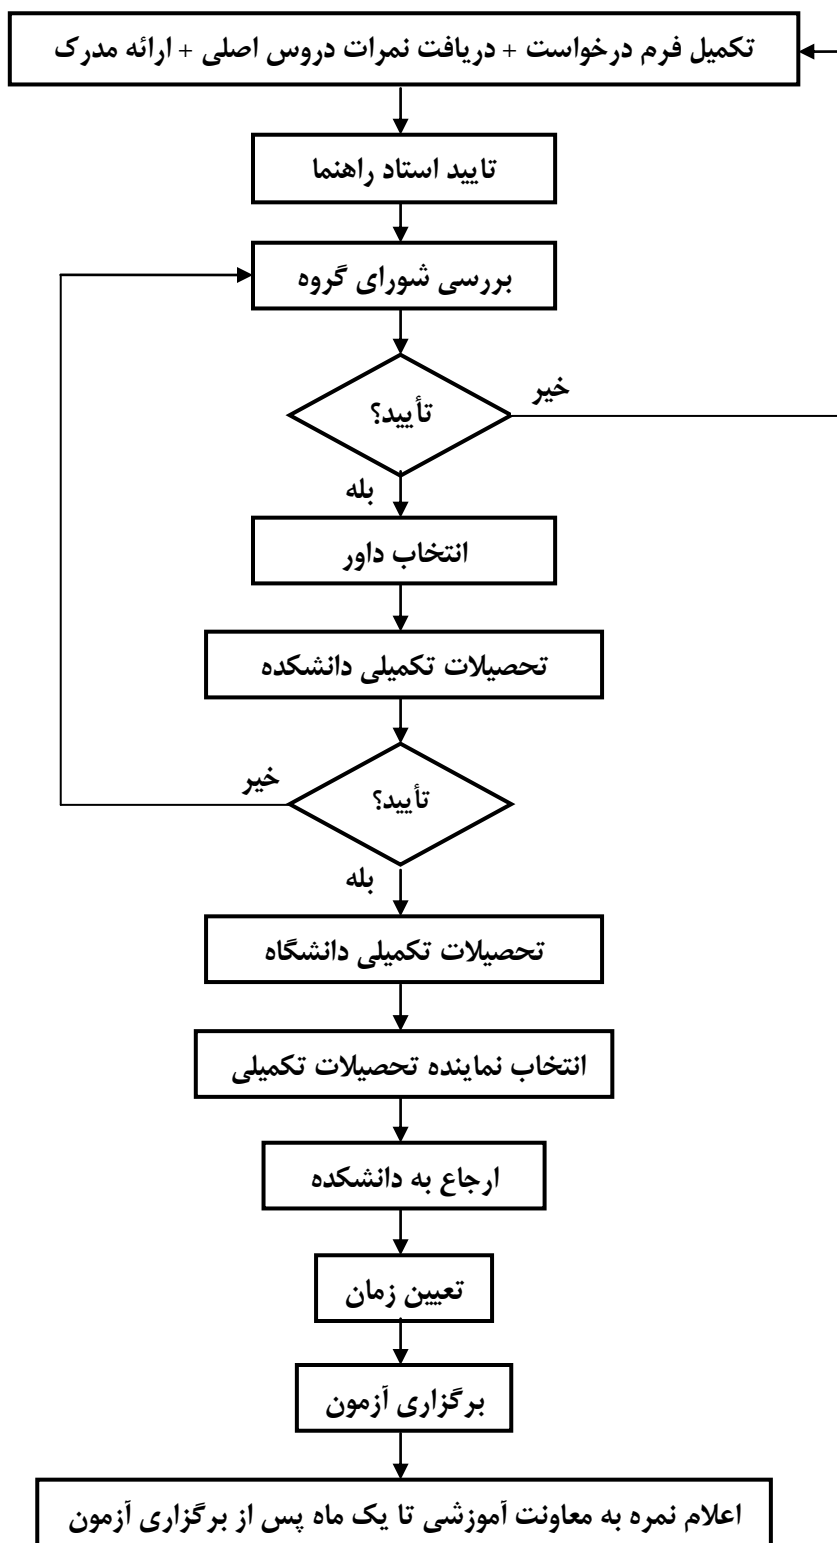 تکمیل فرم درخواست + دریافت نمرات دروس اصلی + ارائه مدرک
تایید استاد راهنما
بررسی شورای گروه
تأیید؟
خیر
بله
انتخاب داور
تحصیلات تکمیلی دانشکده
تأیید؟
خیر
بله
تحصیلات تکمیلی دانشگاه
انتخاب نماینده تحصیلات تکمیلی
ارجاع به دانشکده
تعیین زمان
برگزاری آزمون
اعلام نمره به معاونت آموزشی تا یک ماه پس از برگزاری آزمون